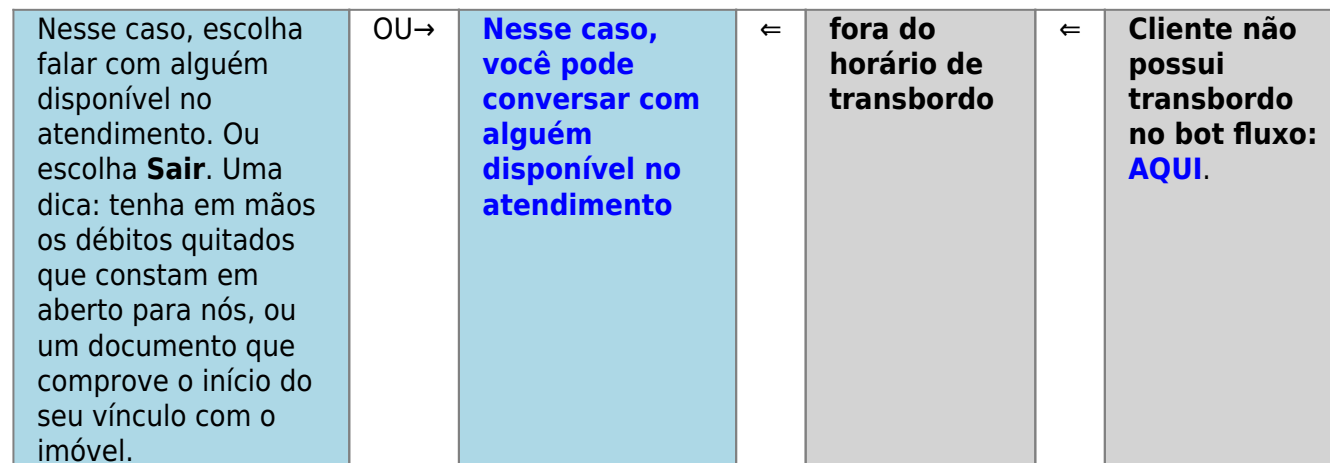 Nesse caso, escolha
falar com alguém
disponível no
atendimento. Ou
escolha Sair. Uma
dica: tenha em mãos
os débitos quitados
que constam em
aberto para nós, ou
um documento que
comprove o início do
seu vínculo com o
imóvel.
OU→
Nesse caso,
você pode
conversar com
alguém
disponível no
atendimento
⇐
fora do
horário de
transbordo
⇐
Cliente não
possui
transbordo
no bot fluxo:
AQUI.